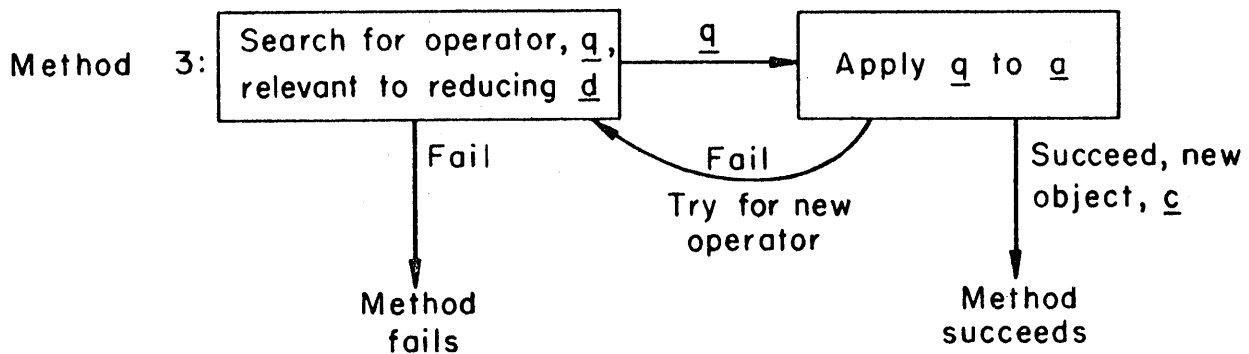 Method 3:
Search for operator, q,
relevant to reducing d
q
Apply q to a
Fail
Fail
Try for new
operator
Succeed, new
object, c
Method
fails
Method
succeeds